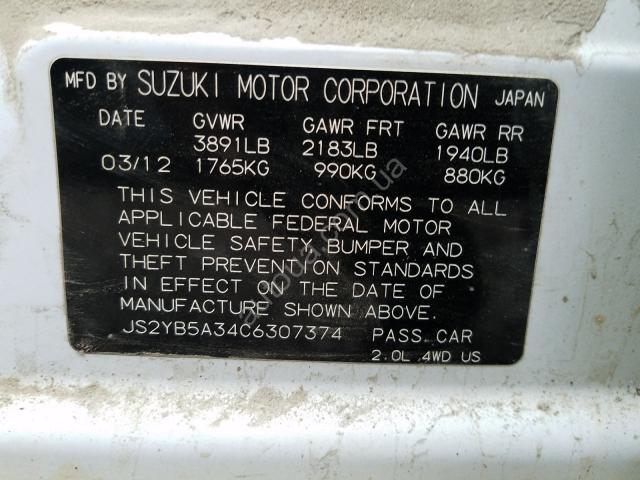 MFD BY SUZUKI MOTOR CORPORATION JAPAN
DATE GVWR GAWR FRT GAWR RR
3891LB 2183LB 1940LB
03/12 1765KG 990KG 880KG
THIS VEHICLE CONFORMS TO ALL
APPLICABLE FEDERAL MOTOR
VEHICLE SAFETY, BUMPER AND
THEFT PREVENTION STANDARDS
IN EFFECT ON THE DATE OF
MANUFACTURE SHOWN ABOVE.
JS2YB5A34C6307374 PASS.CAR
2.0L 4WD US